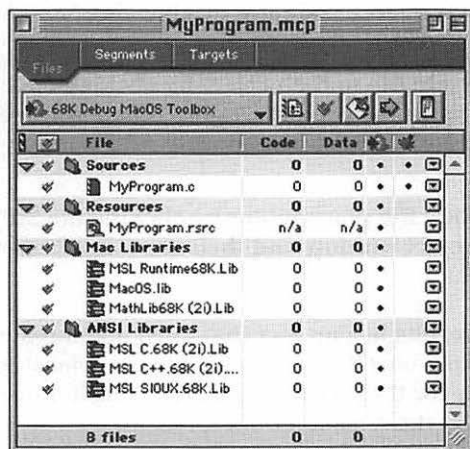 MyProgram.mcp
Files Segments Targets
68K Debug MacOS Toolbox
File Code Data
Sources 0 0
MyProgram.c 0 0
Resources 0 0
MyProgram.rsrc n/a n/a
Mac Libraries 0 0
MSL Runtime68K.Lib 0 0
MacOS.lib 0 0
MathLib68K (2i).Lib 0 0
ANSI Libraries 0 0
MSL C.68K (2i).Lib 0 0
MSL C++.68K (2i).... 0 0
MSL SIOUX.68K.Lib 0 0
8 files 0 0